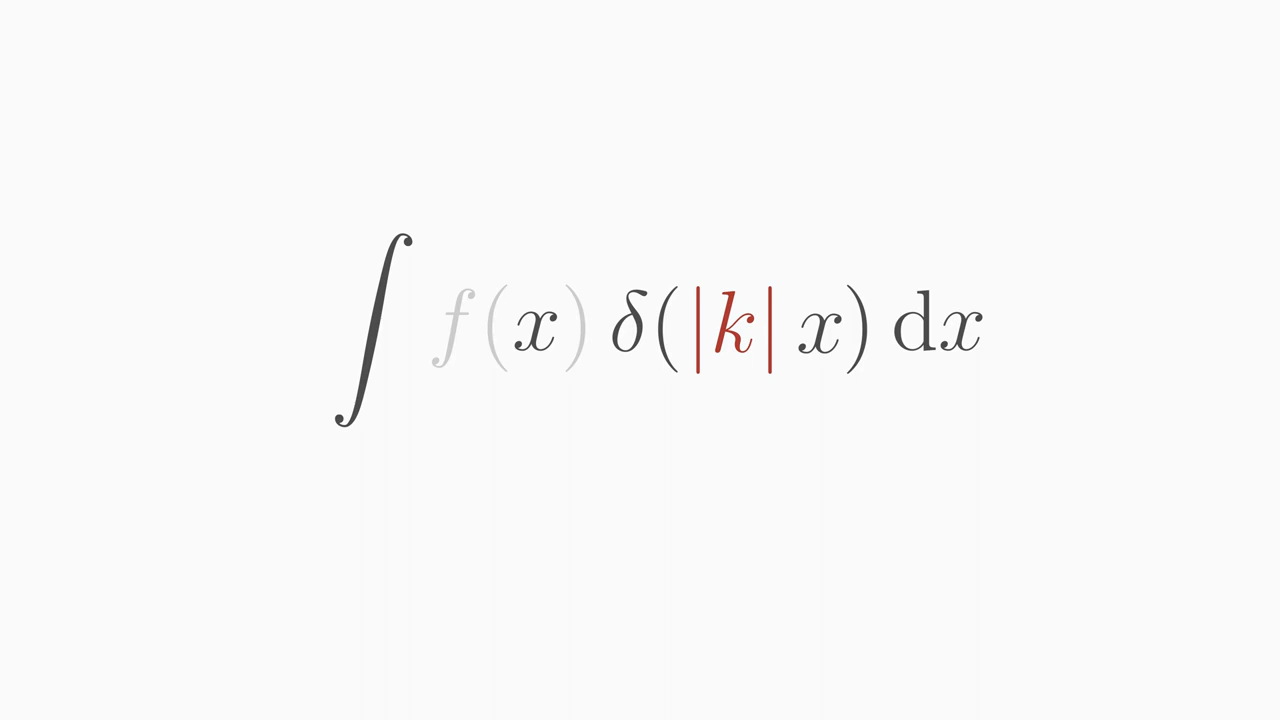 ∫ f(x) δ(|k| x) dx